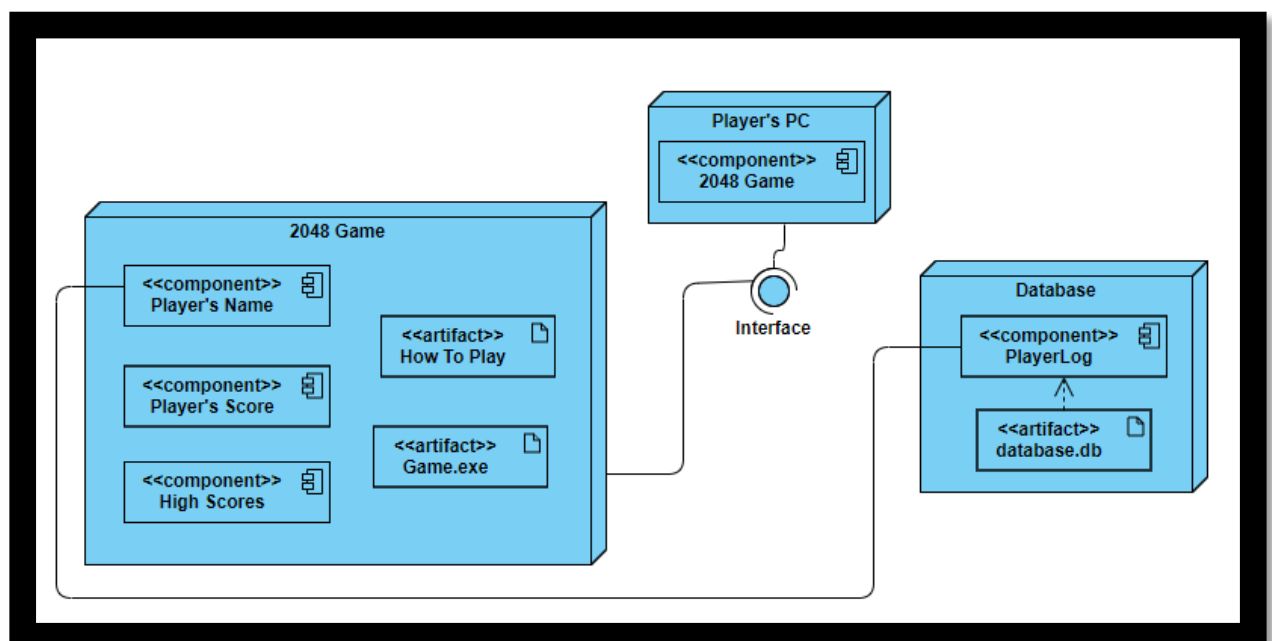 Player's PC
<<component>>
2048 Game
2048 Game
<<component>>
Player's Name
<<artifact>>
How To Play
<<component>>
Player's Score
<<artifact>>
Game.exe
<<component>>
High Scores
Interface
Database
<<component>>
PlayerLog
<<artifact>>
database.db